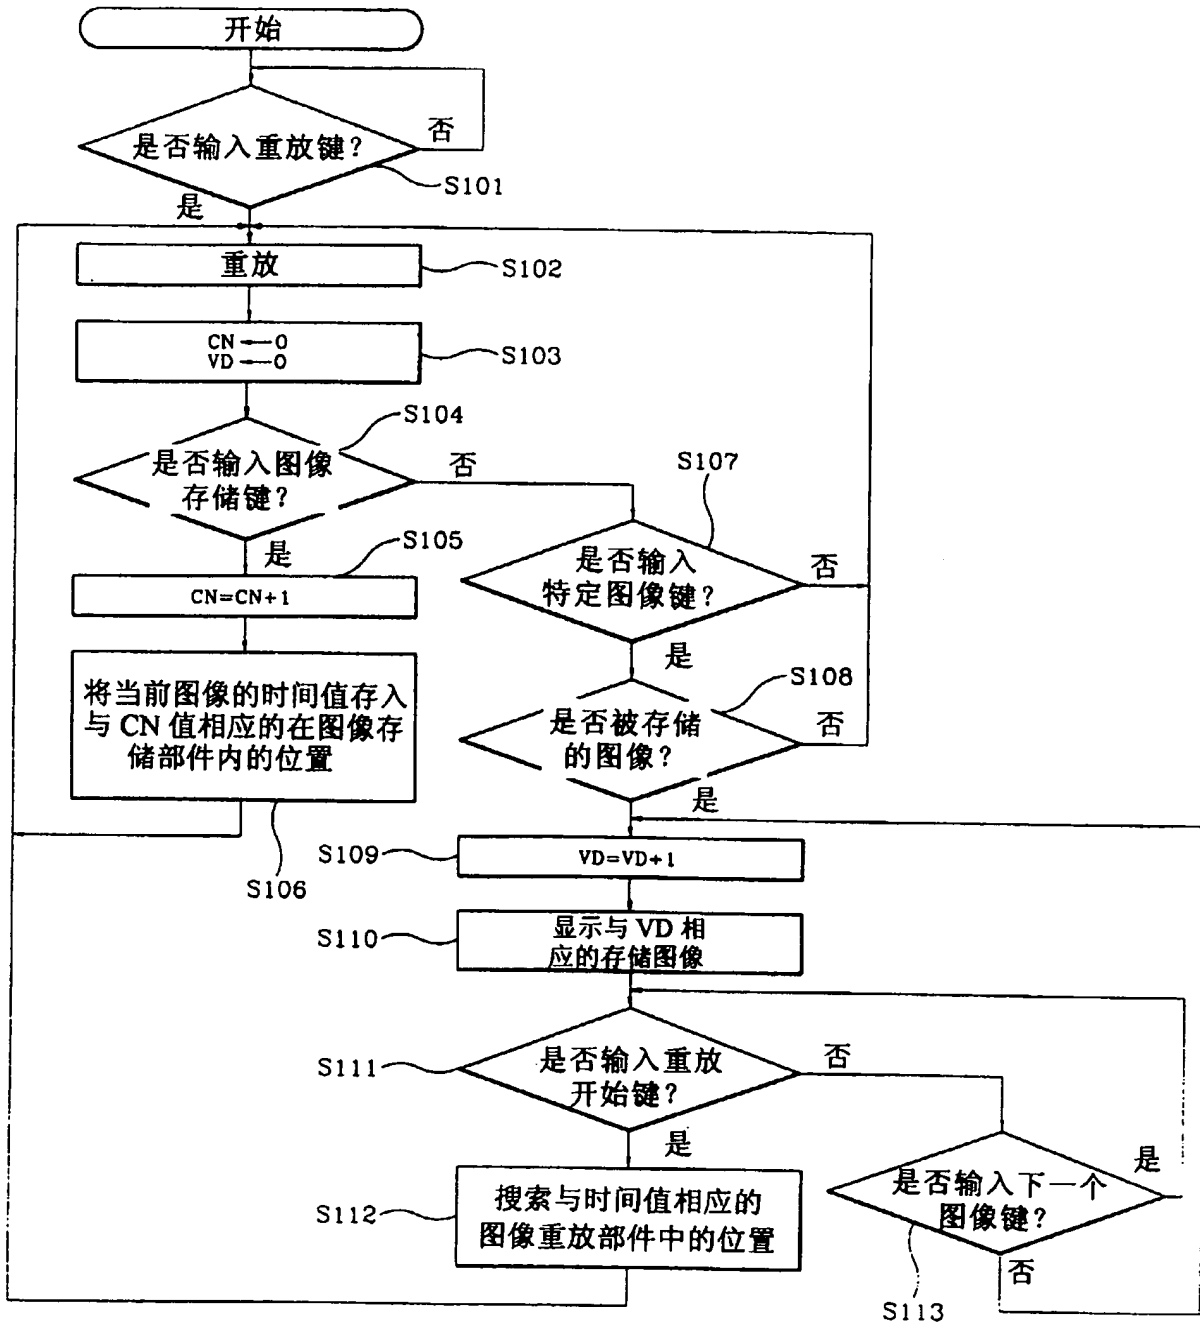 开始
是否输入重放键？
否
S101
是
重放
S102
CN←0
VD←0
S103
S104
是否输入图像
存储键？
否
是
S105
CN=CN+1
将当前图像的时间值存入
与 CN 值相应的在图像存
储部件内的位置
S106
S107
是否输入
特定图像键？
否
是
S108
是否被存储
的图像？
否
是
S109
VD=VD+1
S110
显示与 VD 相
应的存储图像
S111
是否输入重放
开始键？
否
是
S112
搜索与时间值相应的
图像重放部件中的位置
是否输入下一个
图像键？
是
否
S113